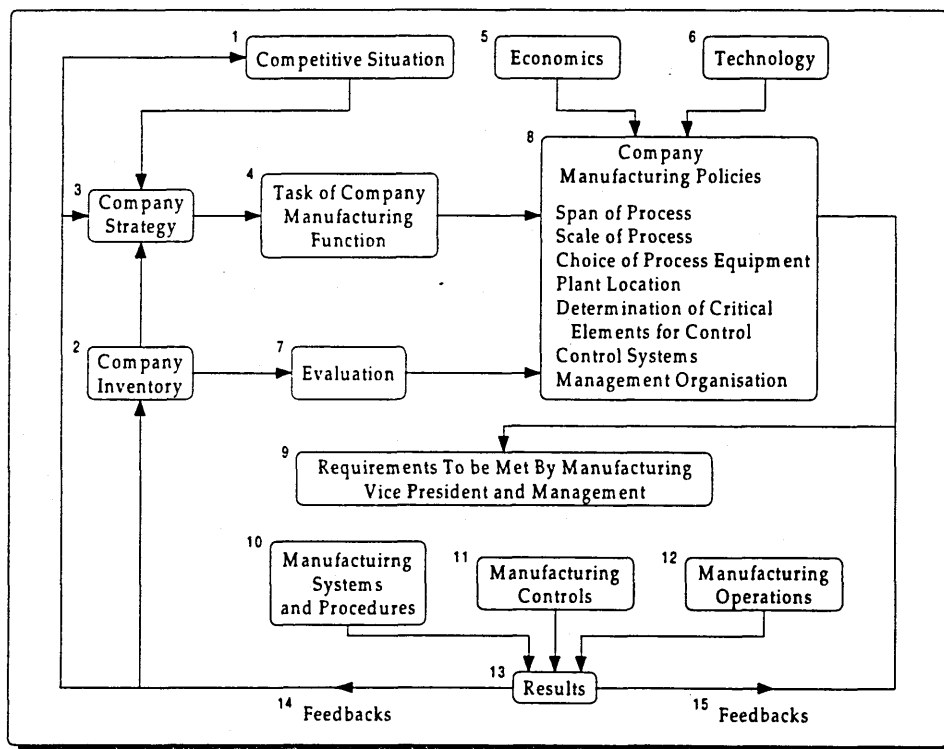 1
Competitive Situation
5
Economics
6
Technology
3
Company
Strategy
4
Task of Company
Manufacturing
Function
8
Company
Manufacturing Policies
Span of Process
Scale of Process
Choice of Process Equipment
Plant Location
Determination of Critical
Elements for Control
Control Systems
Management Organisation
2
Company
Inventory
7
Evaluation
9
Requirements To be Met By Manufacturing
Vice President and Management
10
Manufactuirng
Systems
and Procedures
11
Manufacturing
Controls
12
Manufacturing
Operations
13
Results
14
Feedbacks
15
Feedbacks